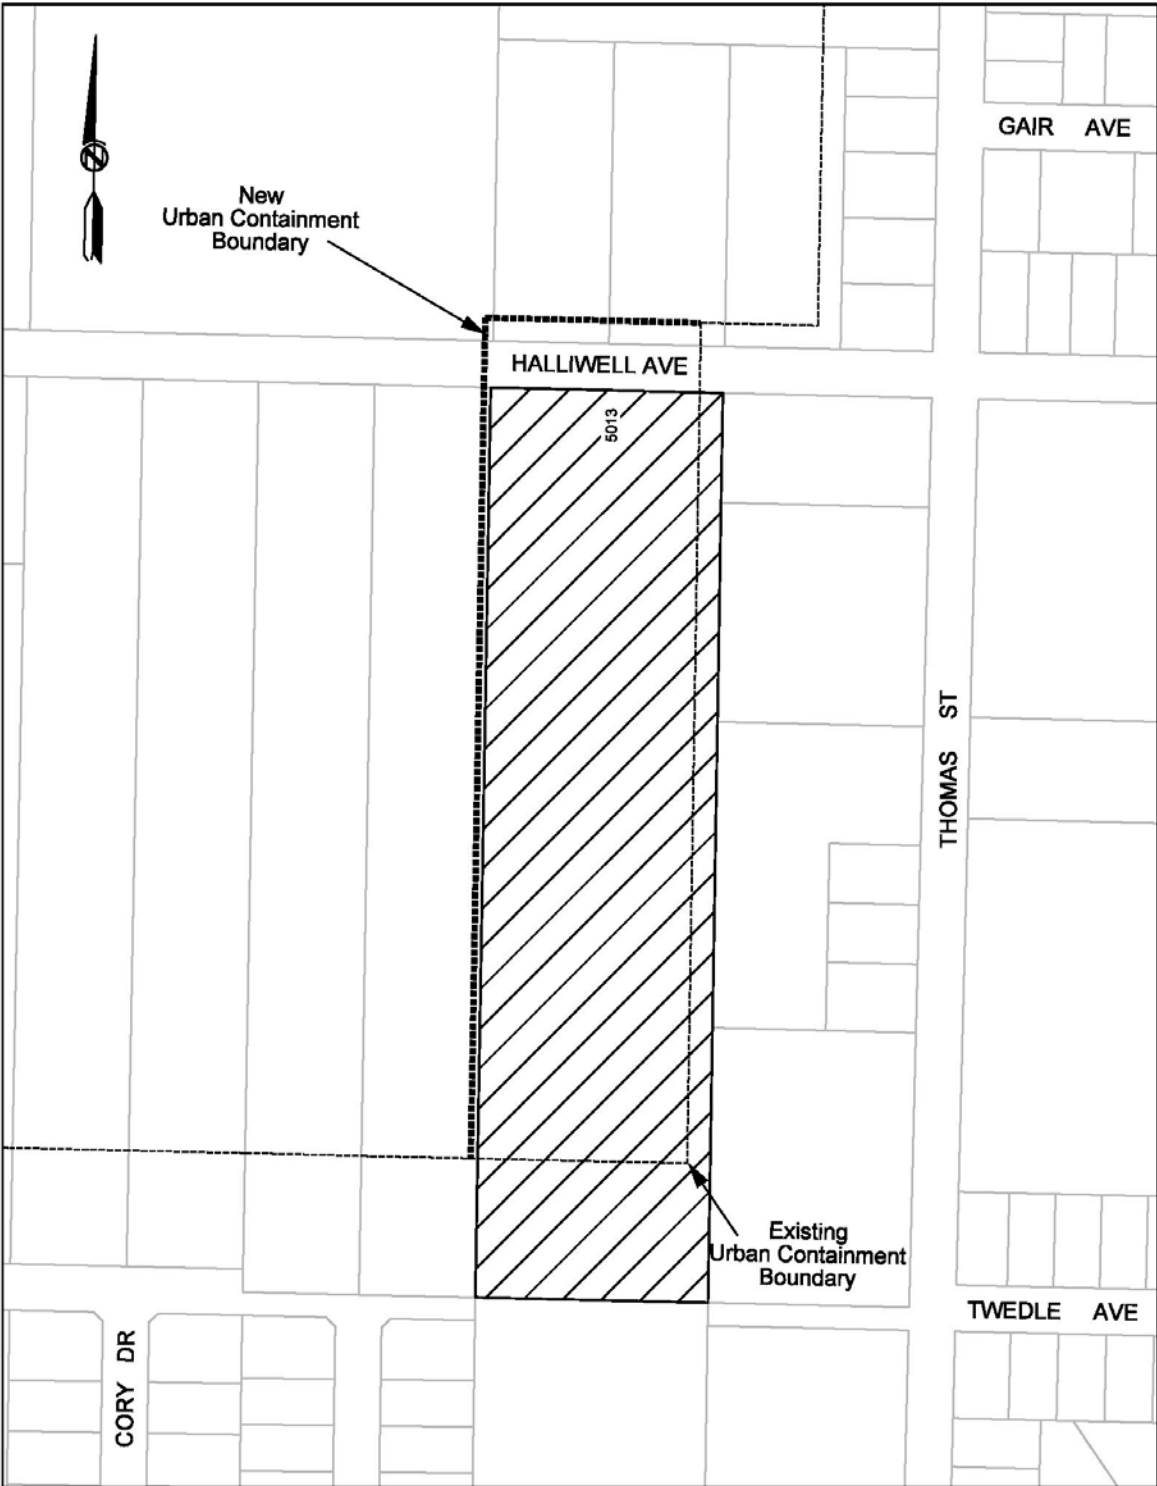 GAIR AVE
New
Urban Containment
Boundary
HALLIWELL AVE
5013
THOMAS ST
Existing
Urban Containment
Boundary
TWEDLE AVE
CORY DR